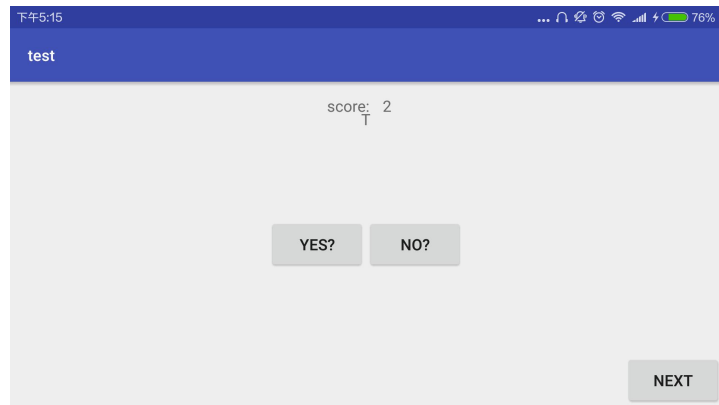 下午5:15 ... 76%
test
score: 2
T
YES? NO?
NEXT